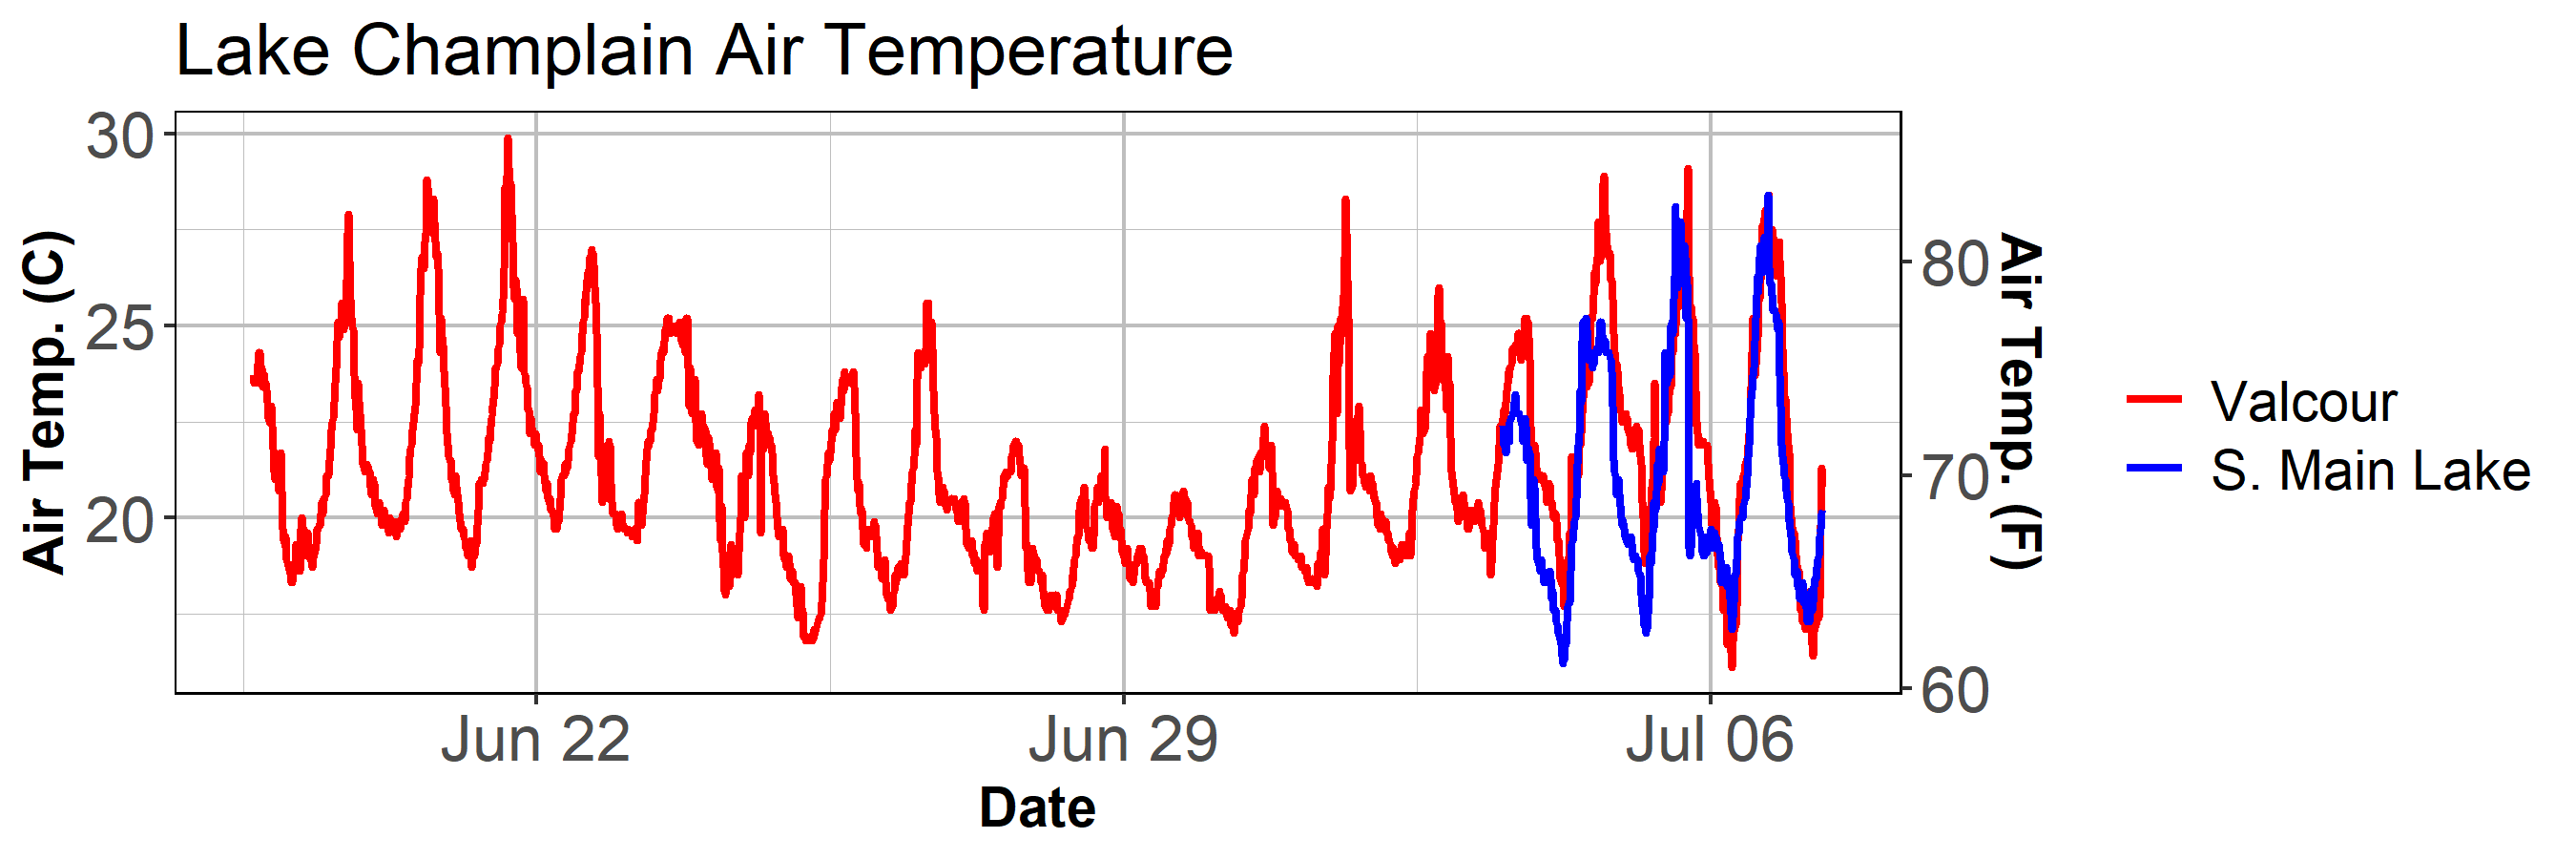 Lake Champlain Air Temperature
30
25
20
Air Temp. (C)
80
70
60
Air Temp. (F)
Jun 22
Jun 29
Jul 06
Date
Valcour
S. Main Lake